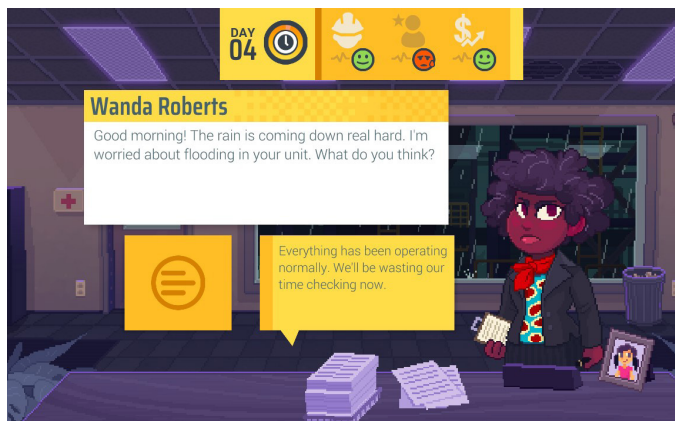 DAY
04
Wanda Roberts
Good morning! The rain is coming down real hard. I'm
worried about flooding in your unit. What do you think?
Everything has been operating
normally. We'll be wasting our
time checking now.